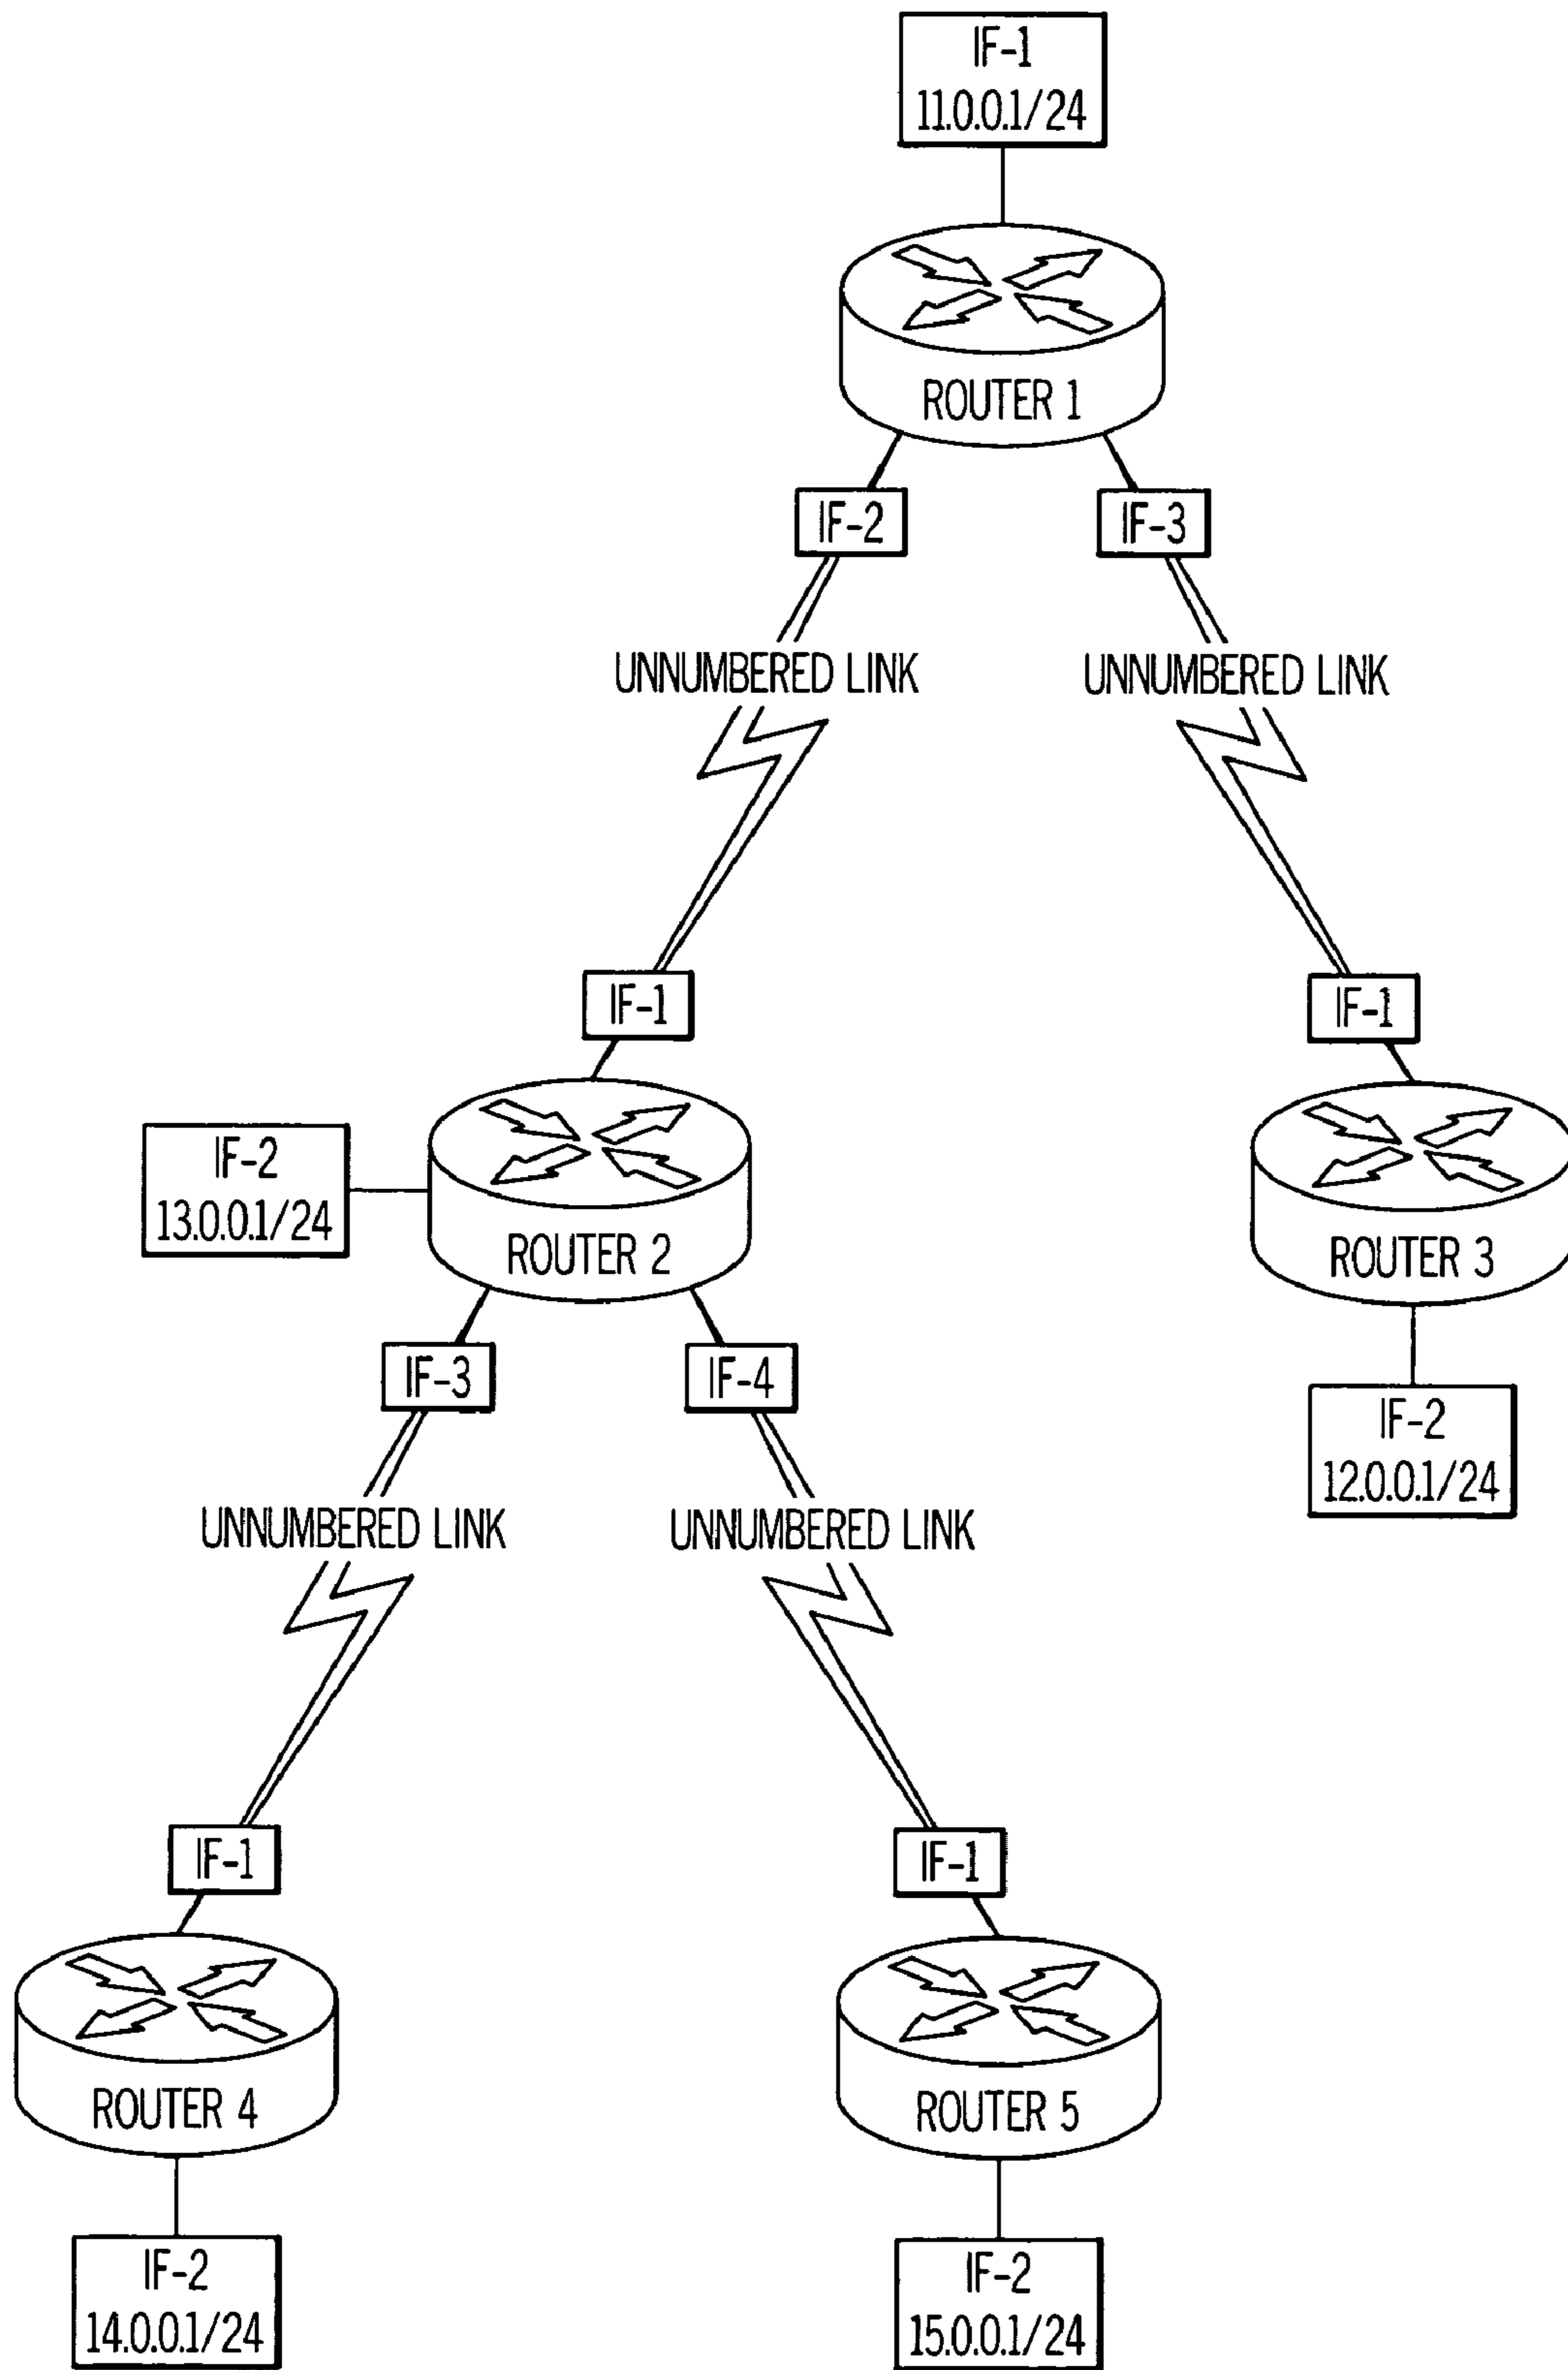 IF-1
11.0.0.1/24
ROUTER 1
IF-2
IF-3
UNNUMBERED LINK
UNNUMBERED LINK
IF-1
IF-1
IF-2
13.0.0.1/24
ROUTER 2
ROUTER 3
IF-3
IF-4
IF-2
12.0.0.1/24
UNNUMBERED LINK
UNNUMBERED LINK
IF-1
IF-1
ROUTER 4
ROUTER 5
IF-2
14.0.0.1/24
IF-2
15.0.0.1/24